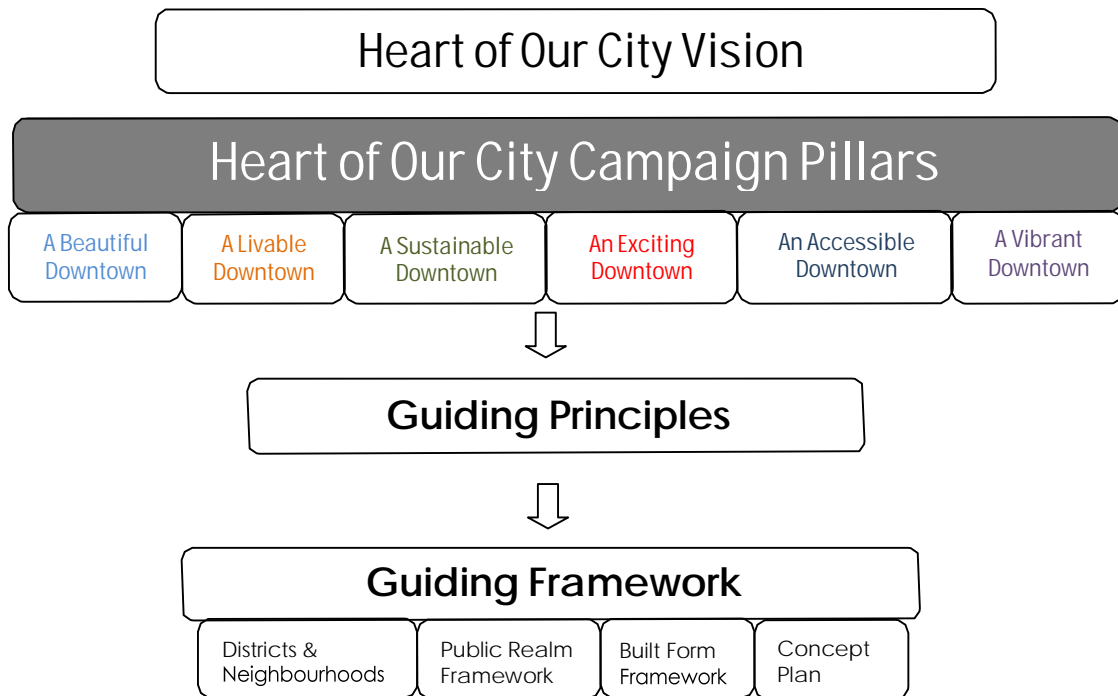 Heart of Our City Vision
Heart of Our City Campaign Pillars
A Beautiful
Downtown
A Livable
Downtown
A Sustainable
Downtown
An Exciting
Downtown
An Accessible
Downtown
A Vibrant
Downtown
Guiding Principles
Guiding Framework
Districts &
Neighbourhoods
Public Realm
Framework
Built Form
Framework
Concept
Plan